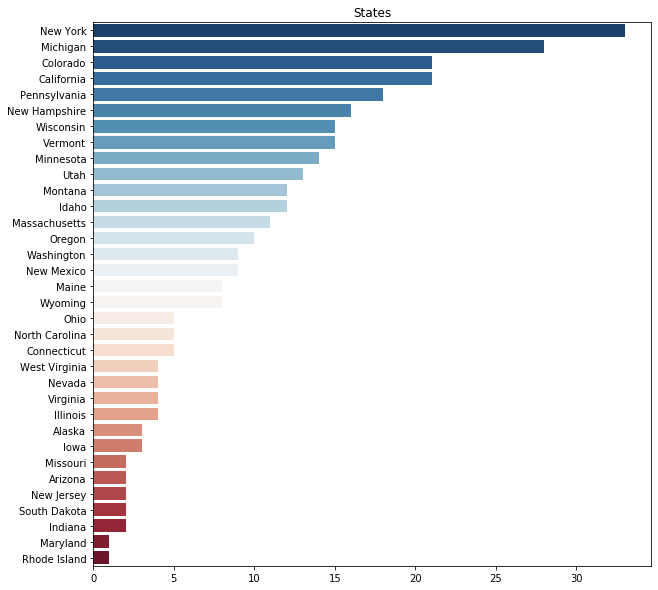 States
New York
Michigan
Colorado
California
Pennsylvania
New Hampshire
Wisconsin
Vermont
Minnesota
Utah
Montana
Idaho
Massachusetts
Oregon
Washington
New Mexico
Maine
Wyoming
Ohio
North Carolina
Connecticut
West Virginia
Nevada
Virginia
Illinois
Alaska
Iowa
Missouri
Arizona
New Jersey
South Dakota
Indiana
Maryland
Rhode Island
0 5 10 15 20 25 30